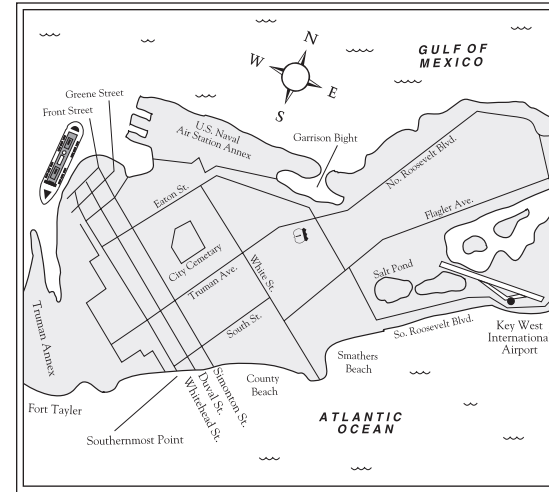 GULF OF
MEXICO
N
W
E
S
Greene Street
Front Street
U.S. Naval
Air Station Annex
Garrison Bight
No. Roosevelt Blvd.
Eaton St.
Flagler Ave.
City Cemetary
White St.
1
Truman Ave.
Salt Pond
South St.
So. Roosevelt Blvd.
Key West
International
Airport
Truman Annex
Smathers
Beach
County
Beach
Simonton St.
Duval St.
Whitehead St.
Fort Tayler
Southernmost Point
ATLANTIC
OCEAN